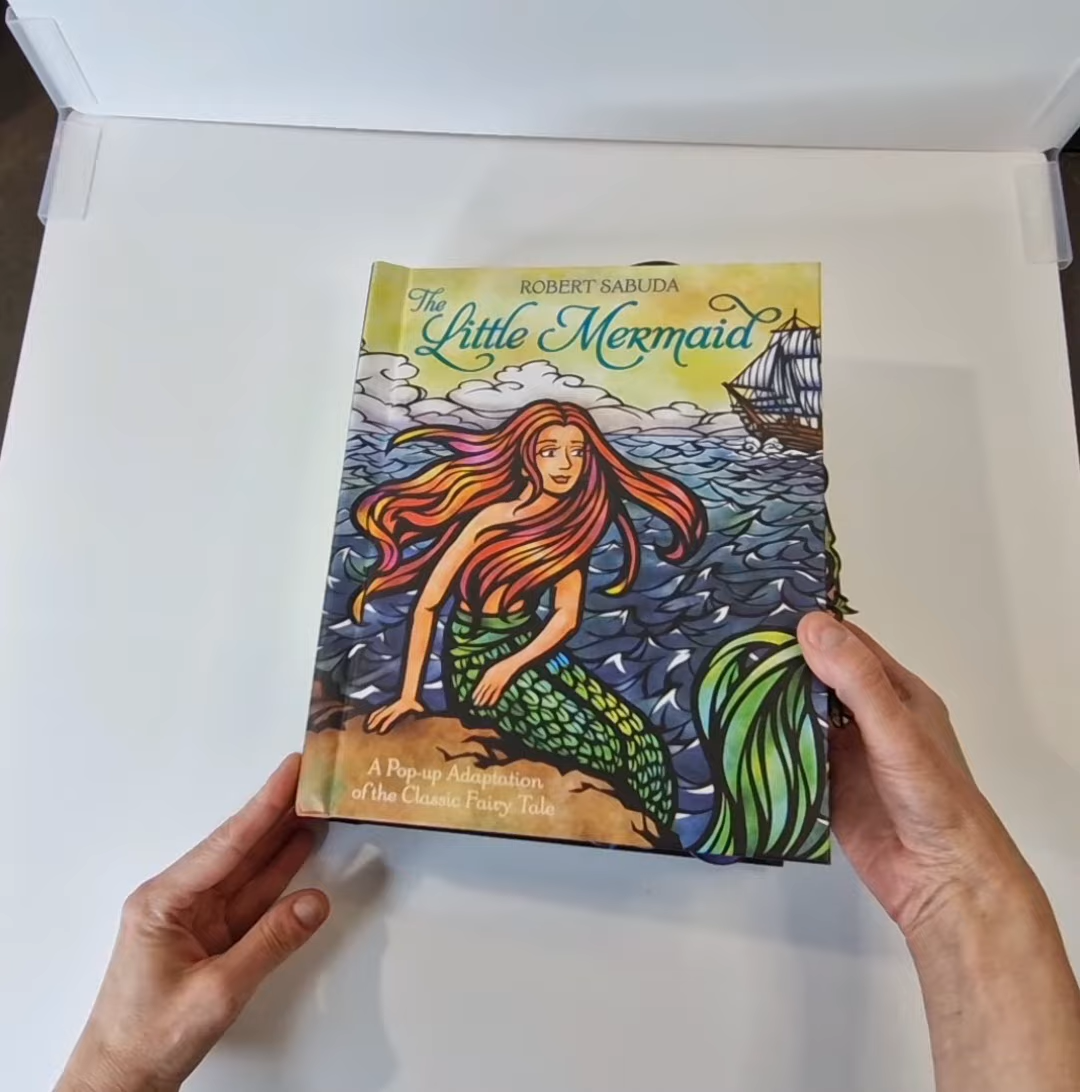 ROBERT SABUDA
The
Little Mermaid
A Pop-up Adaptation
of the Classic Fairy Tale